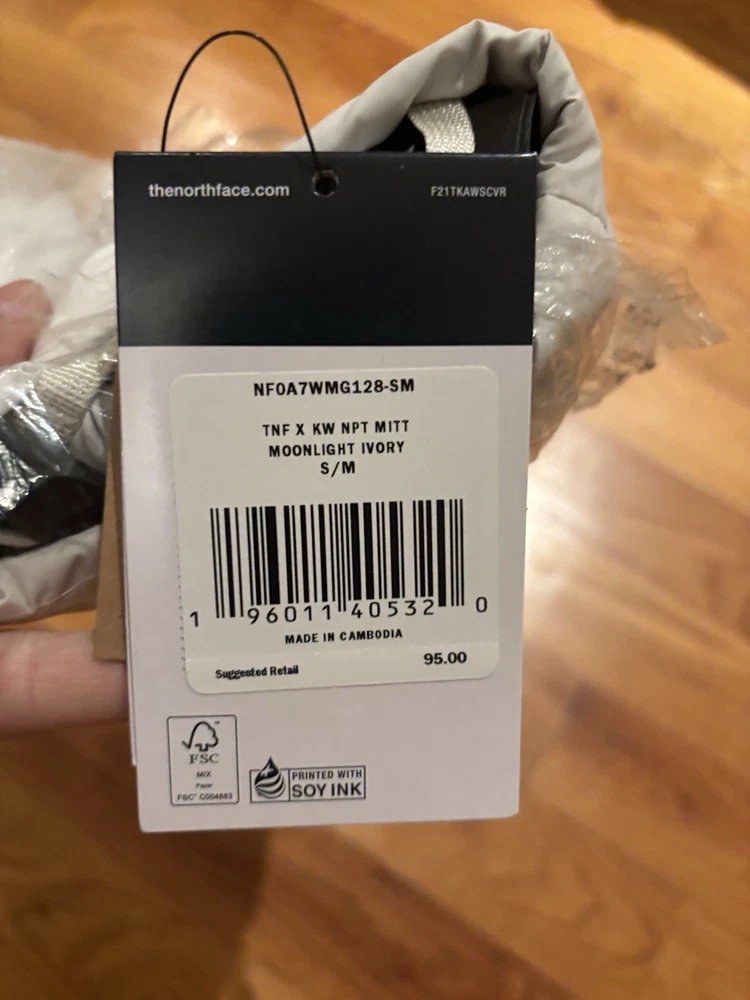 thenorthface.com
F21TKAWSCVR
NF0A7WMG128-SM
TNF X KW NPT MITT
MOONLIGHT IVORY
S/M
1 96011 40532 0
MADE IN CAMBODIA
Suggested Retail 95.00
FSC
MIX
Paper
FSC® C004663
PRINTED WITH
SOY INK